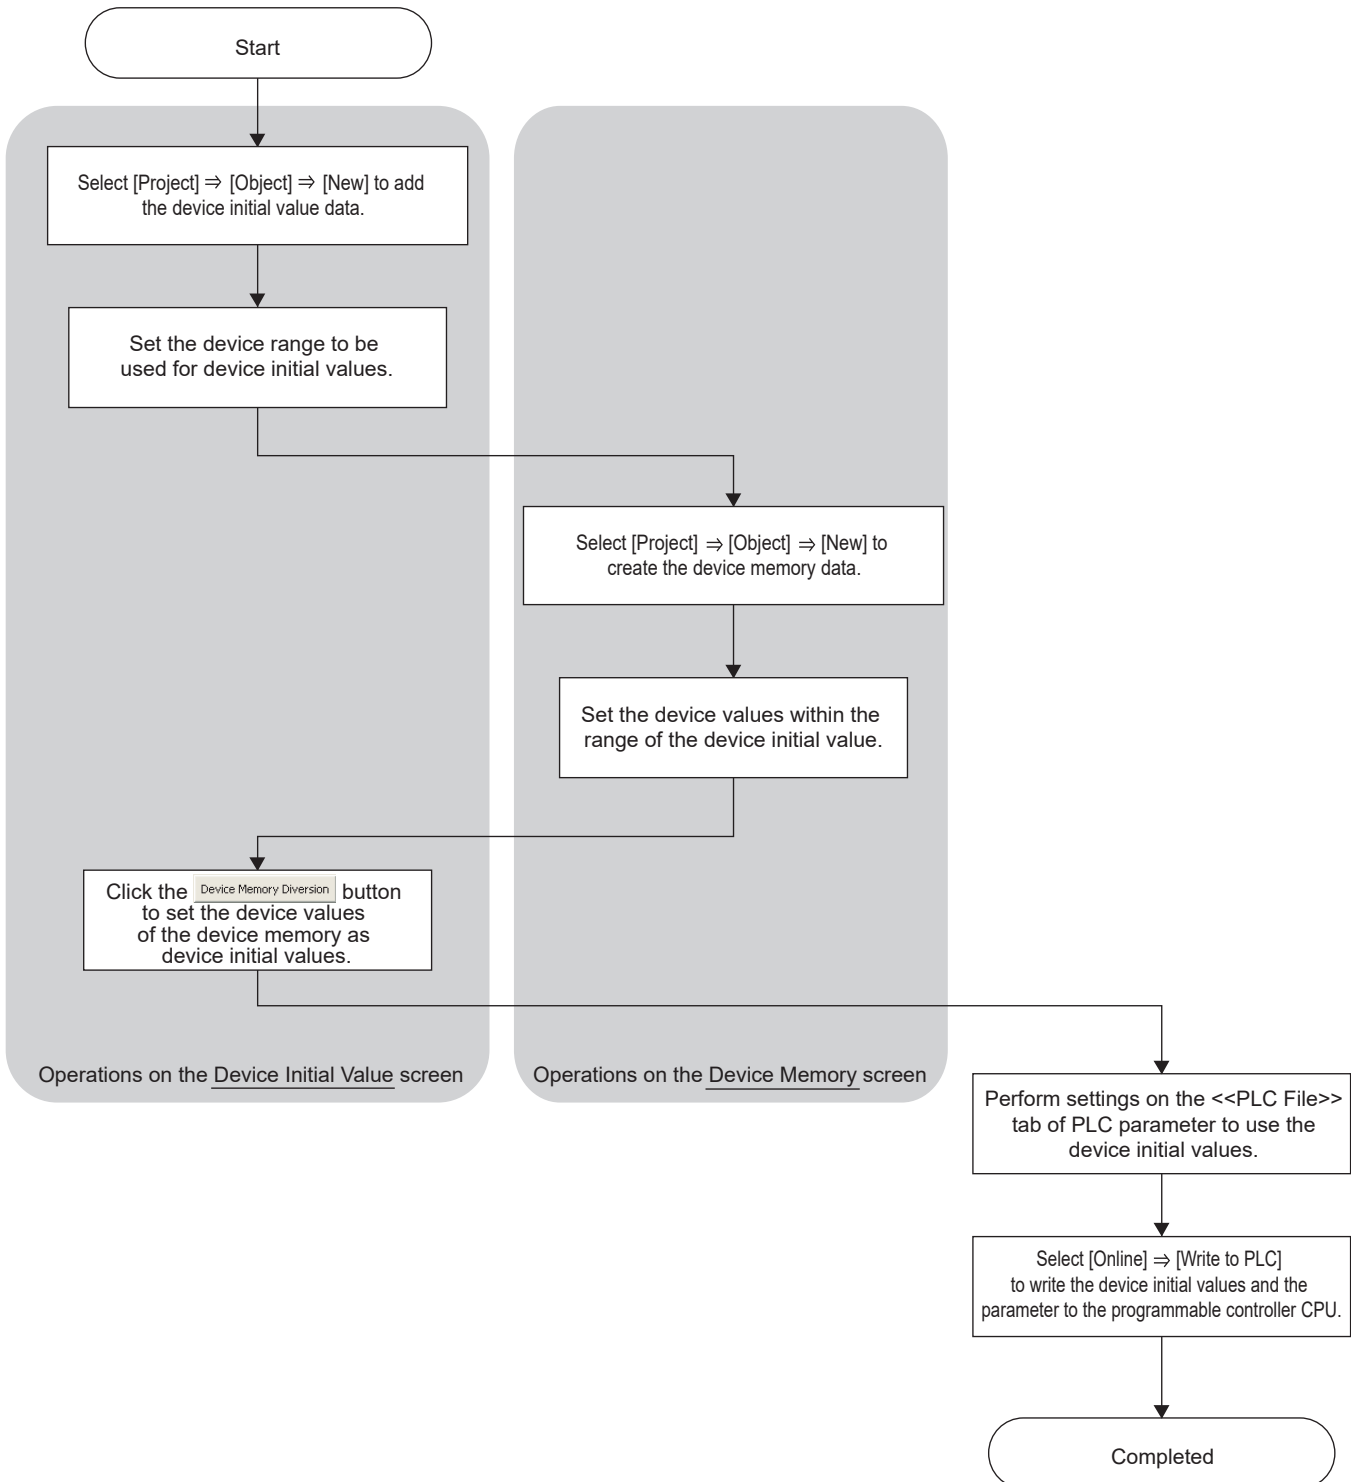 Start
Select [Project] ⇒ [Object] ⇒ [New] to add
the device initial value data.
Set the device range to be
used for device initial values.
Select [Project] ⇒ [Object] ⇒ [New] to
create the device memory data.
Set the device values within the
range of the device initial value.
Click the Device Memory Diversion button
to set the device values
of the device memory as
device initial values.
Operations on the Device Initial Value screen
Operations on the Device Memory screen
Perform settings on the <<PLC File>>
tab of PLC parameter to use the
device initial values.
Select [Online] ⇒ [Write to PLC]
to write the device initial values and the
parameter to the programmable controller CPU.
Completed